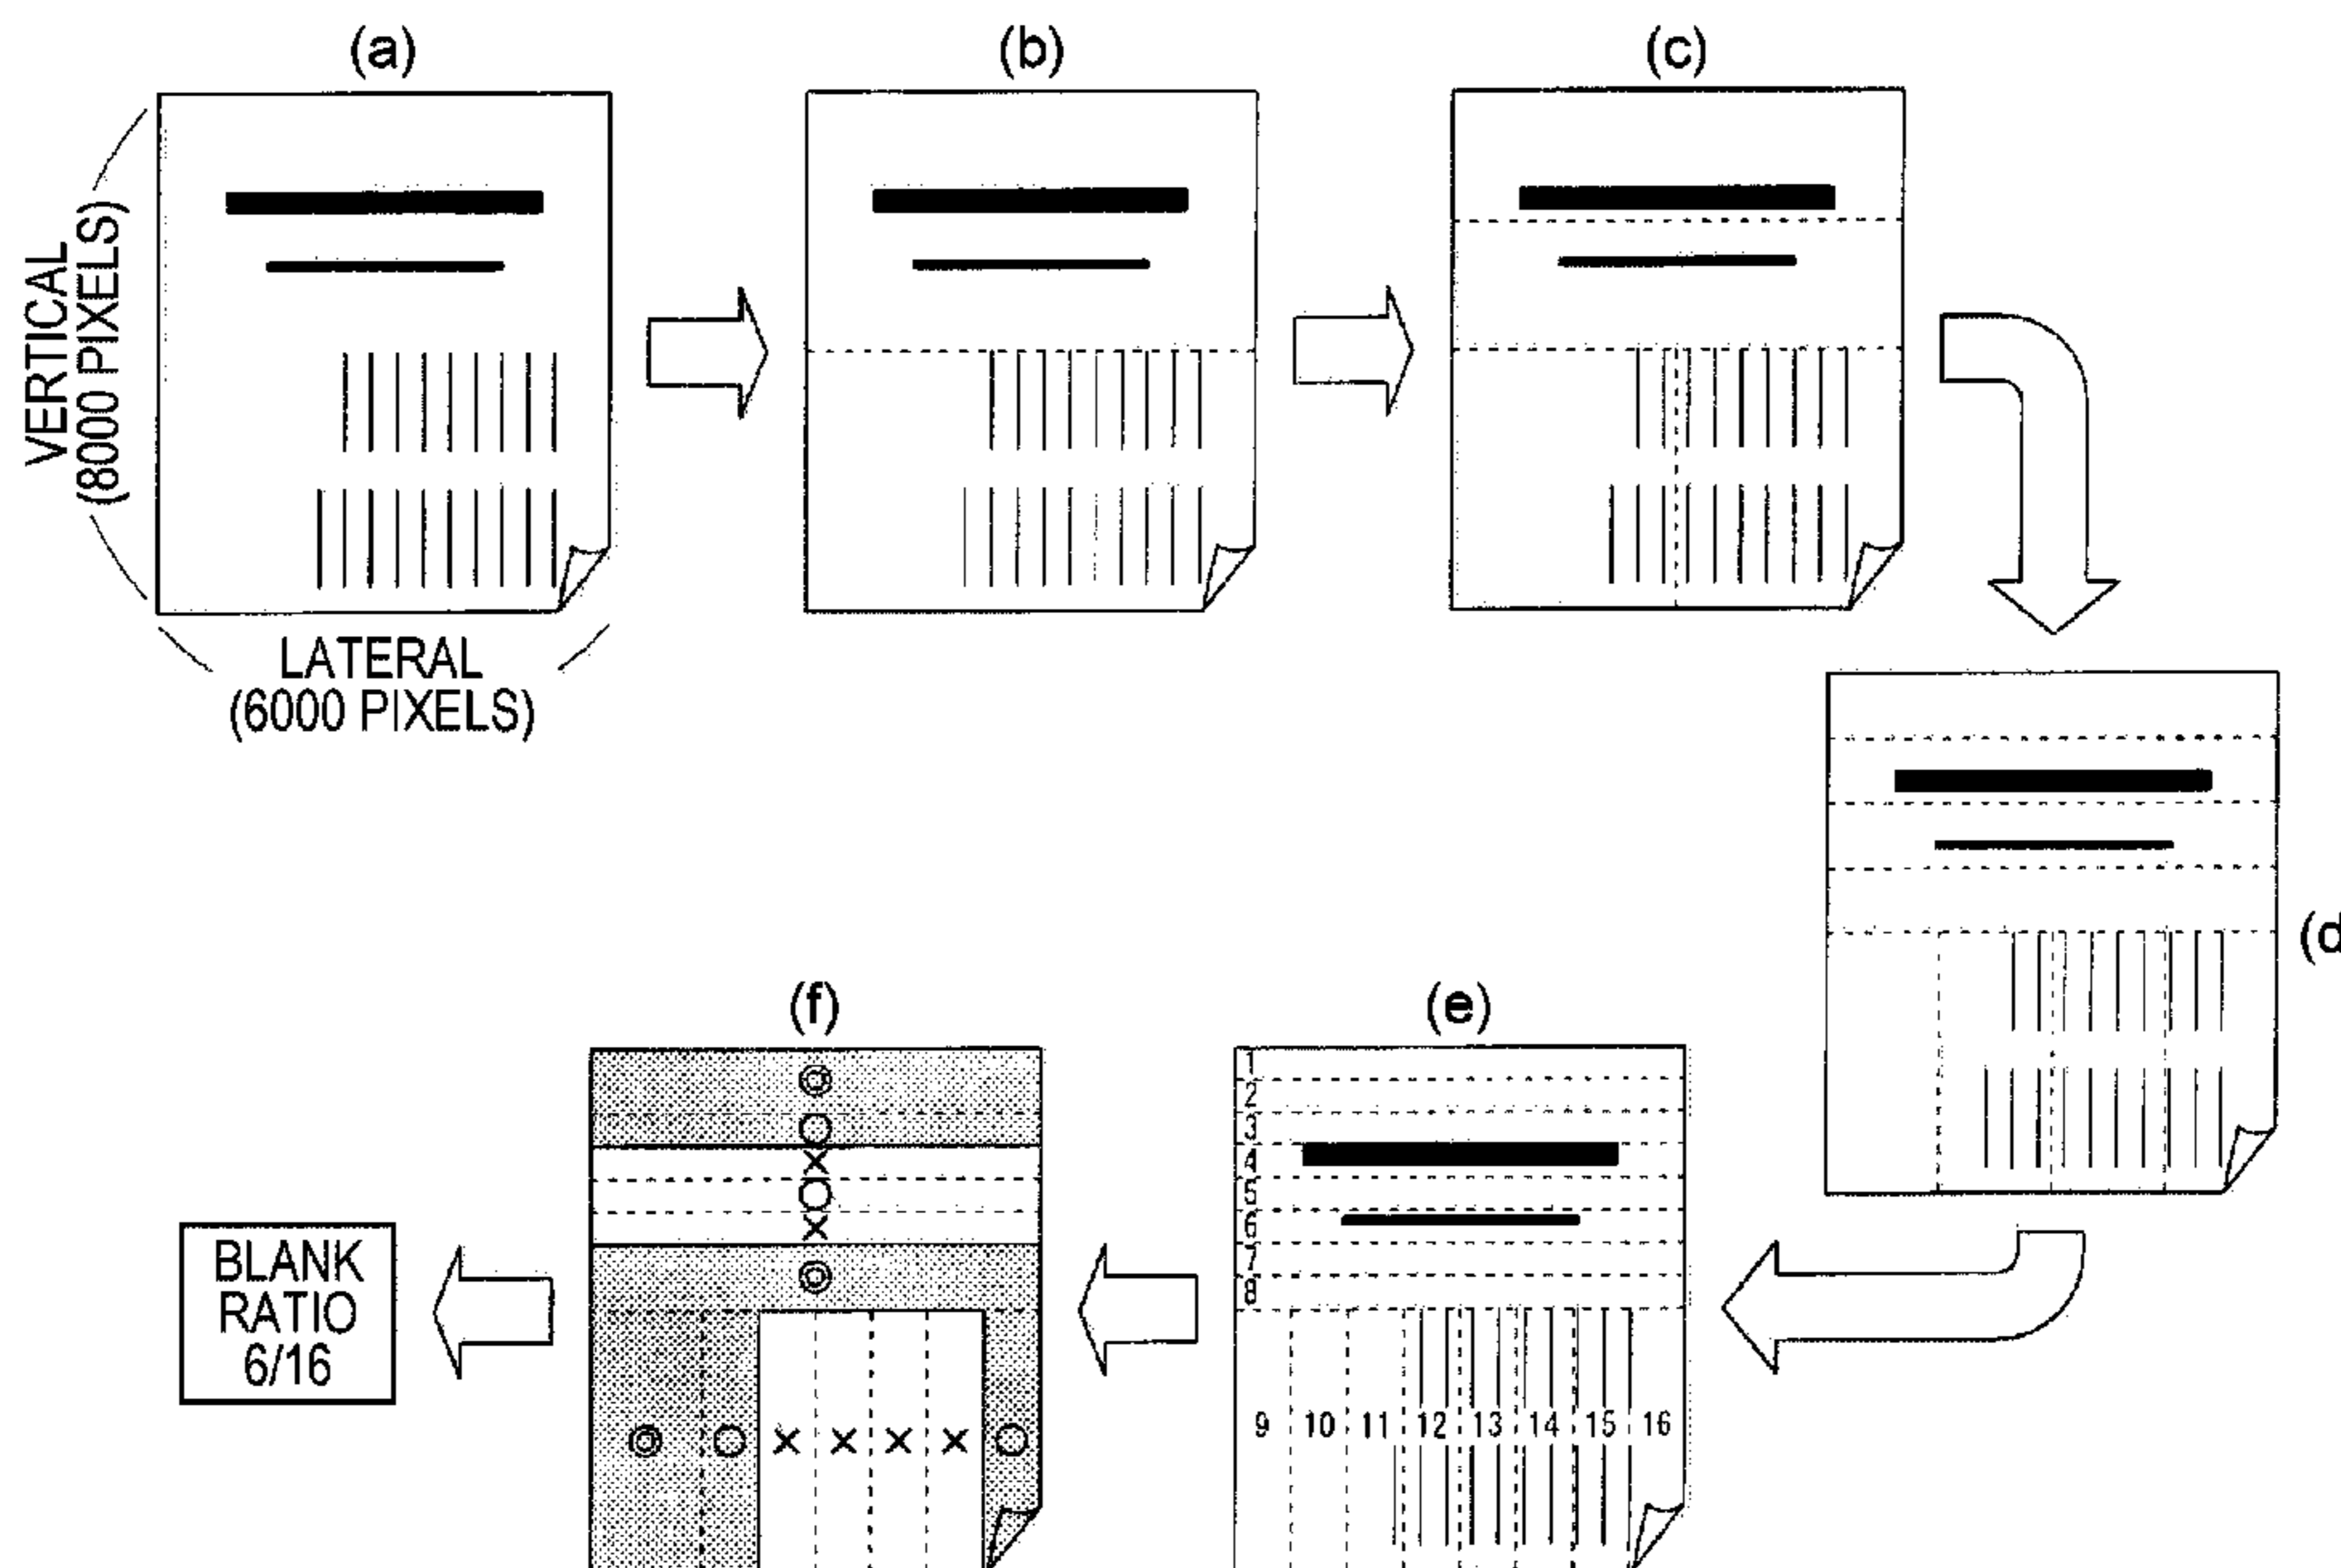 (a)
(b)
(c)
VERTICAL
(8000 PIXELS)
LATERAL
(6000 PIXELS)
(d
(f)
(e)
1
2
3
4
5
6
7
8
9 10 11 12 13 14 15 16
BLANK
RATIO
6/16